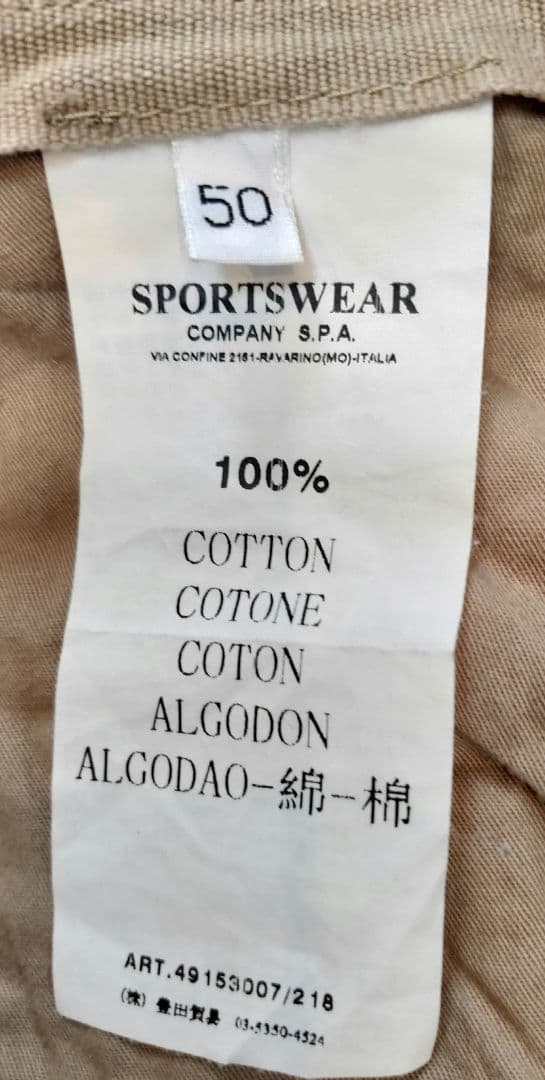 50
SPORTSWEAR
COMPANY S.P.A.
VIA CONFINE 2161-RAVARINO(MO)-ITALIA
100%
COTTON
COTONE
COTON
ALGODON
ALGODAO-綿-棉
ART.49153007/218
(株) 豊田貿易 03-5350-4524